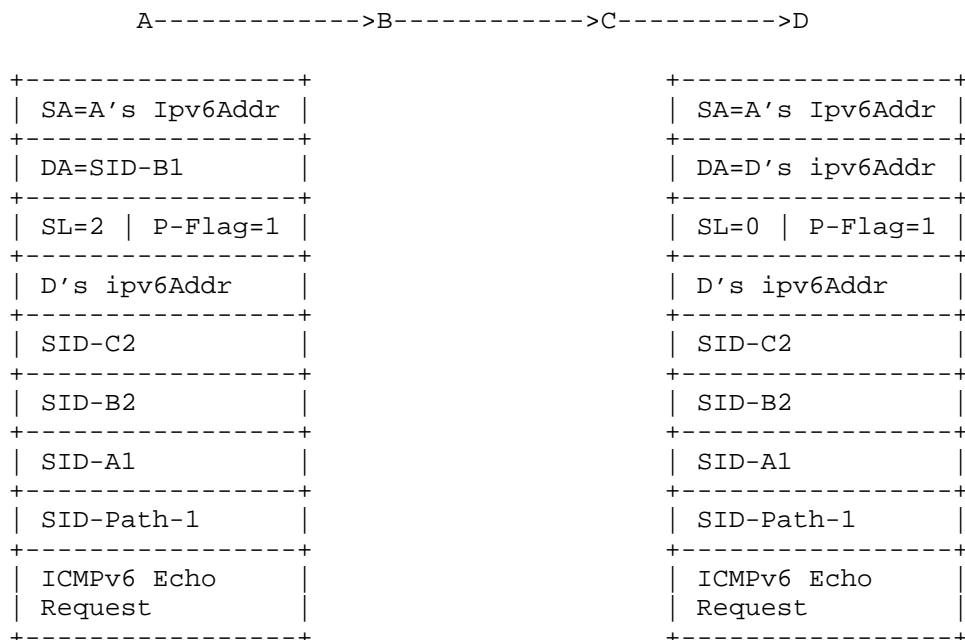 A------------->B------------>C---------->D
+-----------------+ +-----------------+
| SA=A's Ipv6Addr | | SA=A's Ipv6Addr |
+-----------------+ +-----------------+
| DA=SID-B1 | | DA=D's ipv6Addr |
+-----------------+ +-----------------+
| SL=2 | P-Flag=1 | | SL=0 | P-Flag=1 |
+-----------------+ +-----------------+
| D's ipv6Addr | | D's ipv6Addr |
+-----------------+ +-----------------+
| SID-C2 | | SID-C2 |
+-----------------+ +-----------------+
| SID-B2 | | SID-B2 |
+-----------------+ +-----------------+
| SID-A1 | | SID-A1 |
+-----------------+ +-----------------+
| SID-Path-1 | | SID-Path-1 |
+-----------------+ +-----------------+
| ICMPv6 Echo | | ICMPv6 Echo |
| Request | | Request |
+-----------------+ +-----------------+